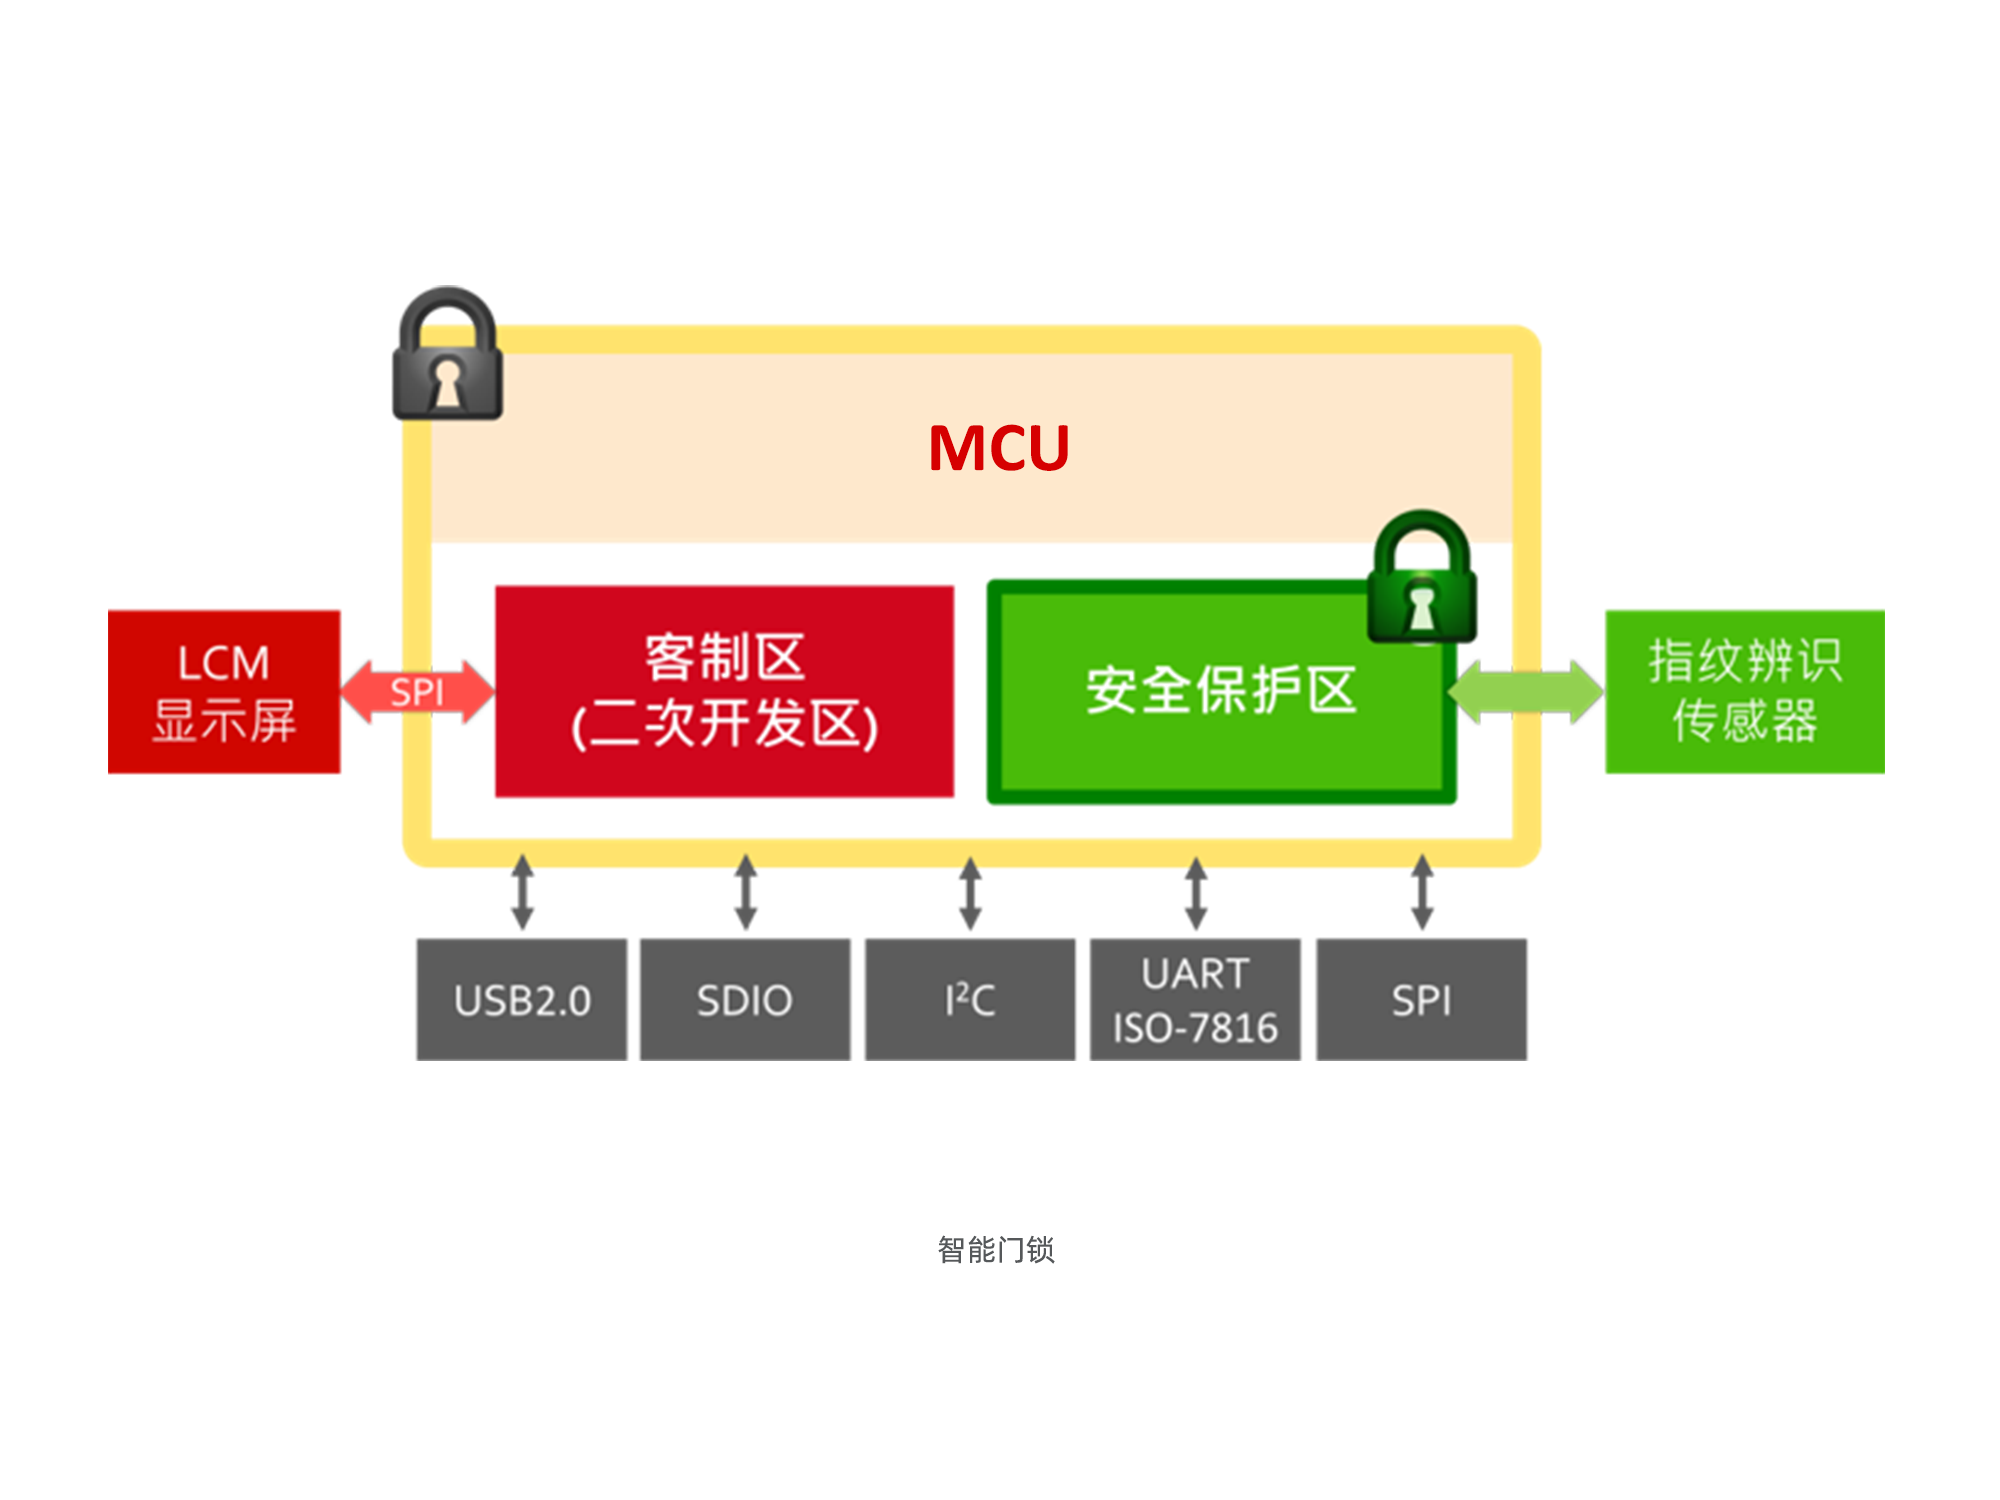 MCU
LCM
显示屏
SPI
客制区
(二次开发区)
安全保护区
指纹辨识
传感器
USB2.0
SDIO
I²C
UART
ISO-7816
SPI
智能门锁